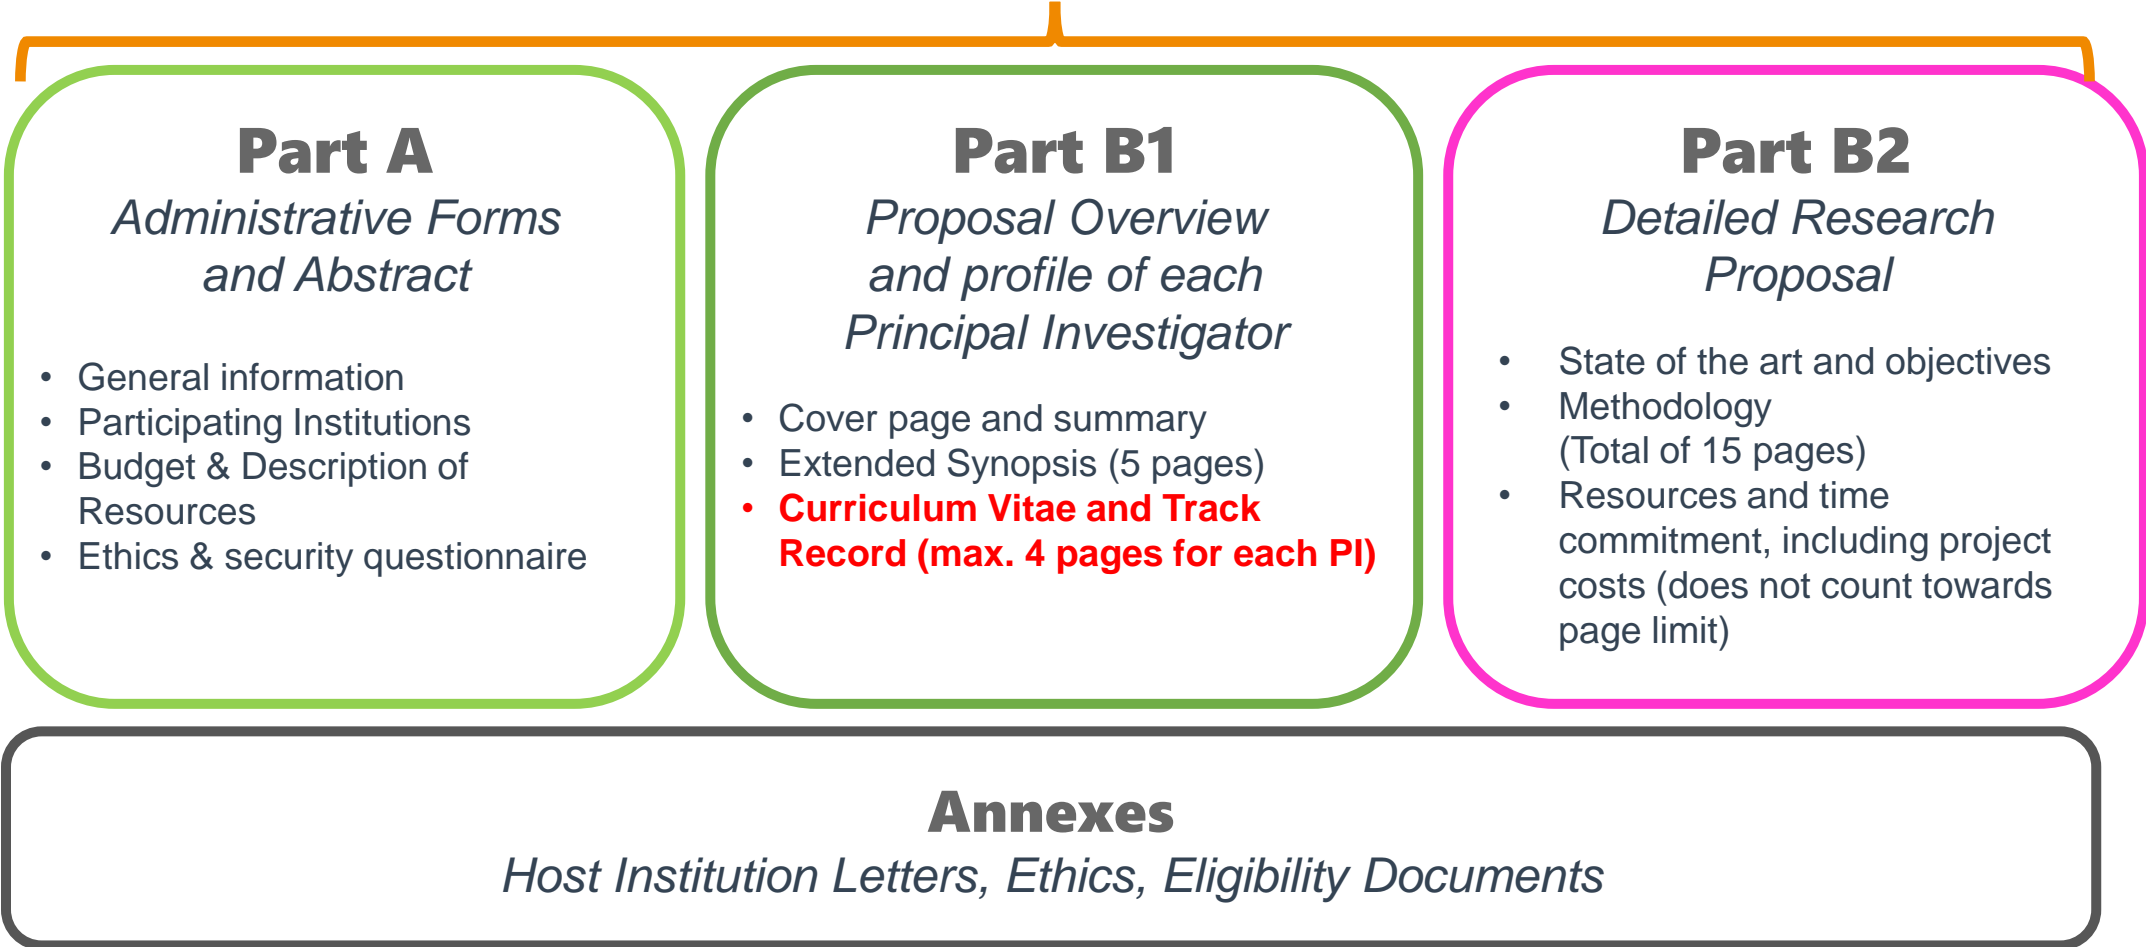 Part A
Administrative Forms
and Abstract
• General information
• Participating Institutions
• Budget & Description of
Resources
• Ethics & security questionnaire
Part B1
Proposal Overview
and profile of each
Principal Investigator
• Cover page and summary
• Extended Synopsis (5 pages)
• Curriculum Vitae and Track
Record (max. 4 pages for each PI)
Part B2
Detailed Research
Proposal
• State of the art and objectives
• Methodology
(Total of 15 pages)
• Resources and time
commitment, including project
costs (does not count towards
page limit)
Annexes
Host Institution Letters, Ethics, Eligibility Documents